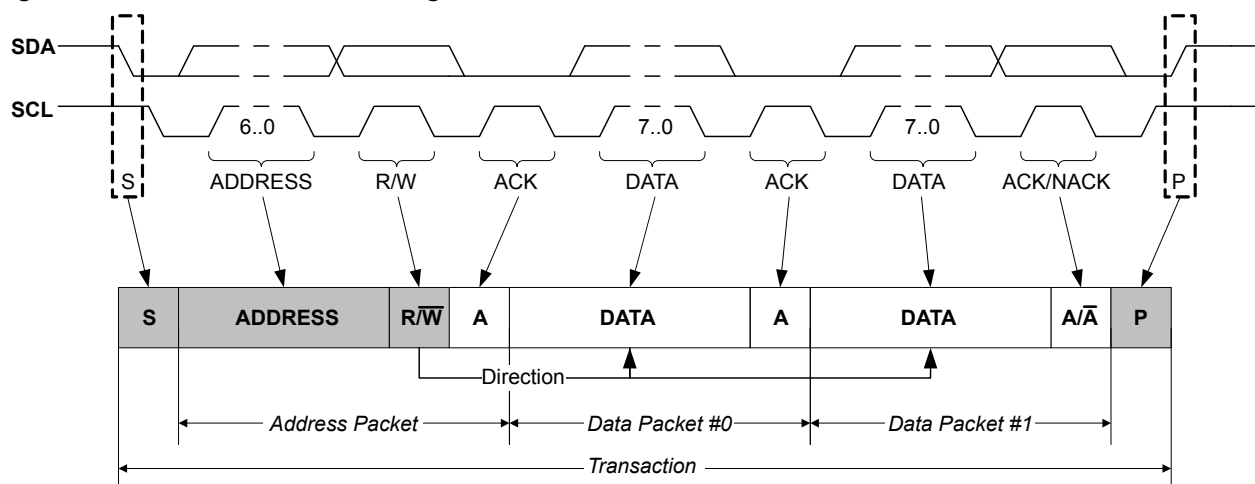 SDA
SCL
6..0 7..0 7..0
S ADDRESS R/W ACK DATA ACK DATA ACK/NACK P
S ADDRESS R/W̅ A DATA A DATA A/A̅ P
Direction
Address Packet Data Packet #0 Data Packet #1
Transaction